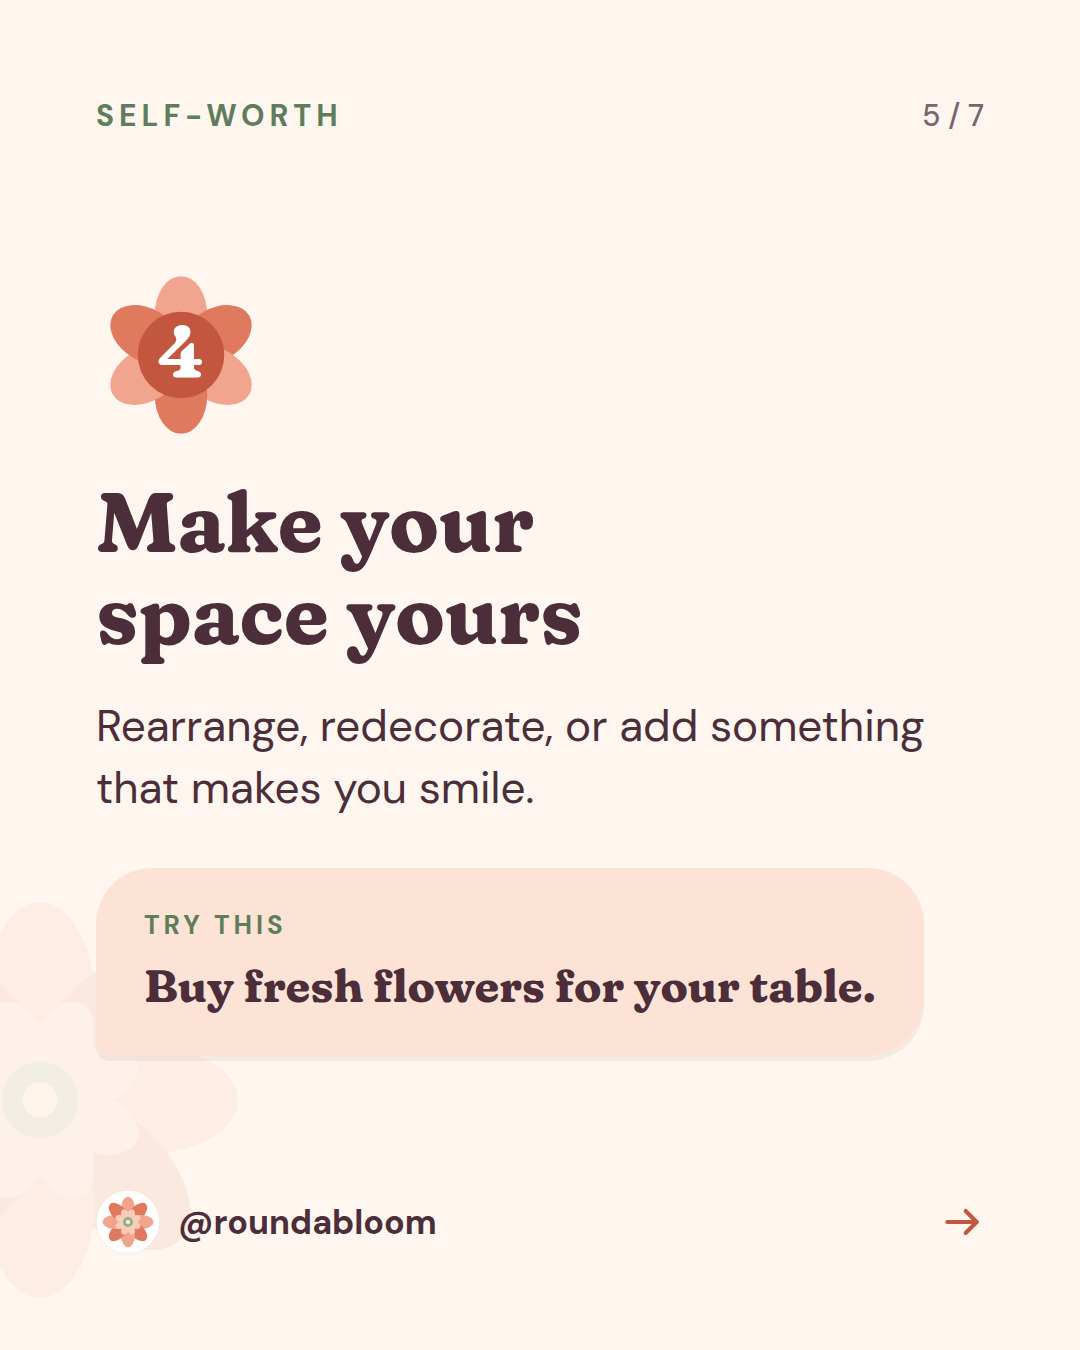 SELF-WORTH
5 / 7
4
Make your
space yours
Rearrange, redecorate, or add something
that makes you smile.
TRY THIS
Buy fresh flowers for your table.
@roundabloom